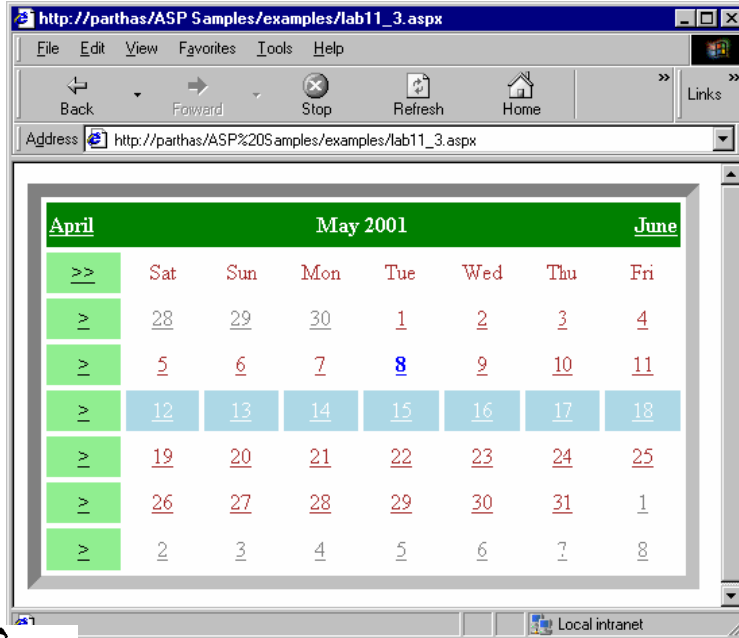 http://parthas/ASP Samples/examples/lab11_3.aspx
File Edit View Favorites Tools Help
Back Forward Stop Refresh Home » Links »
Address http://parthas/ASP%20Samples/examples/lab11_3.aspx
April May 2001 June
>> Sat Sun Mon Tue Wed Thu Fri
> 28 29 30 1 2 3 4
> 5 6 7 8 9 10 11
> 12 13 14 15 16 17 18
> 19 20 21 22 23 24 25
> 26 27 28 29 30 31 1
> 2 3 4 5 6 7 8
Local intranet